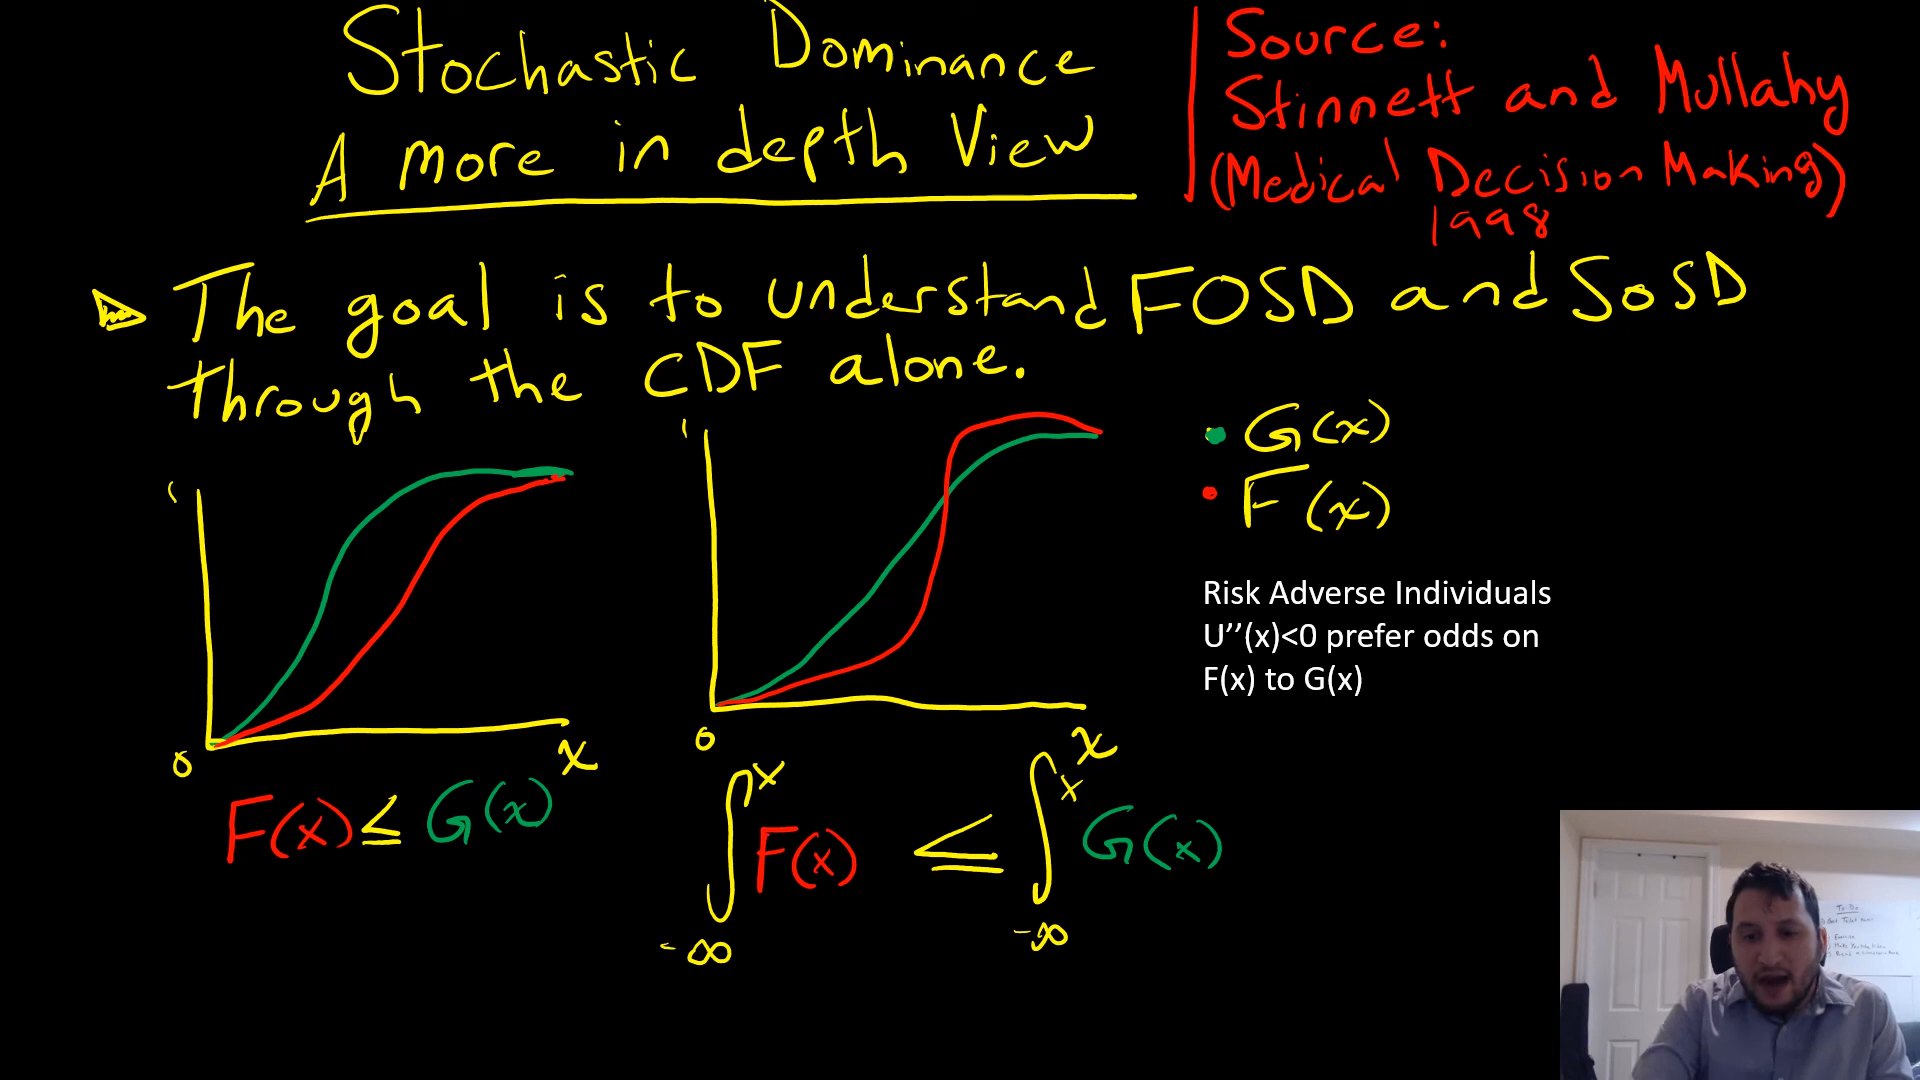 Stochastic Dominance
A more in depth View
Source:
Stinnett and Mullahy
(Medical Decision Making)
1998
The goal is to understand FOSD and SOSD
through the CDF alone.
1
0
x
F(x) ≤ G(x)
1
0
x
∫ x -∞ F(x) ≤ ∫ x -∞ G(x)
G(x)
F(x)
Risk Adverse Individuals
U’’(x)<0 prefer odds on
F(x) to G(x)